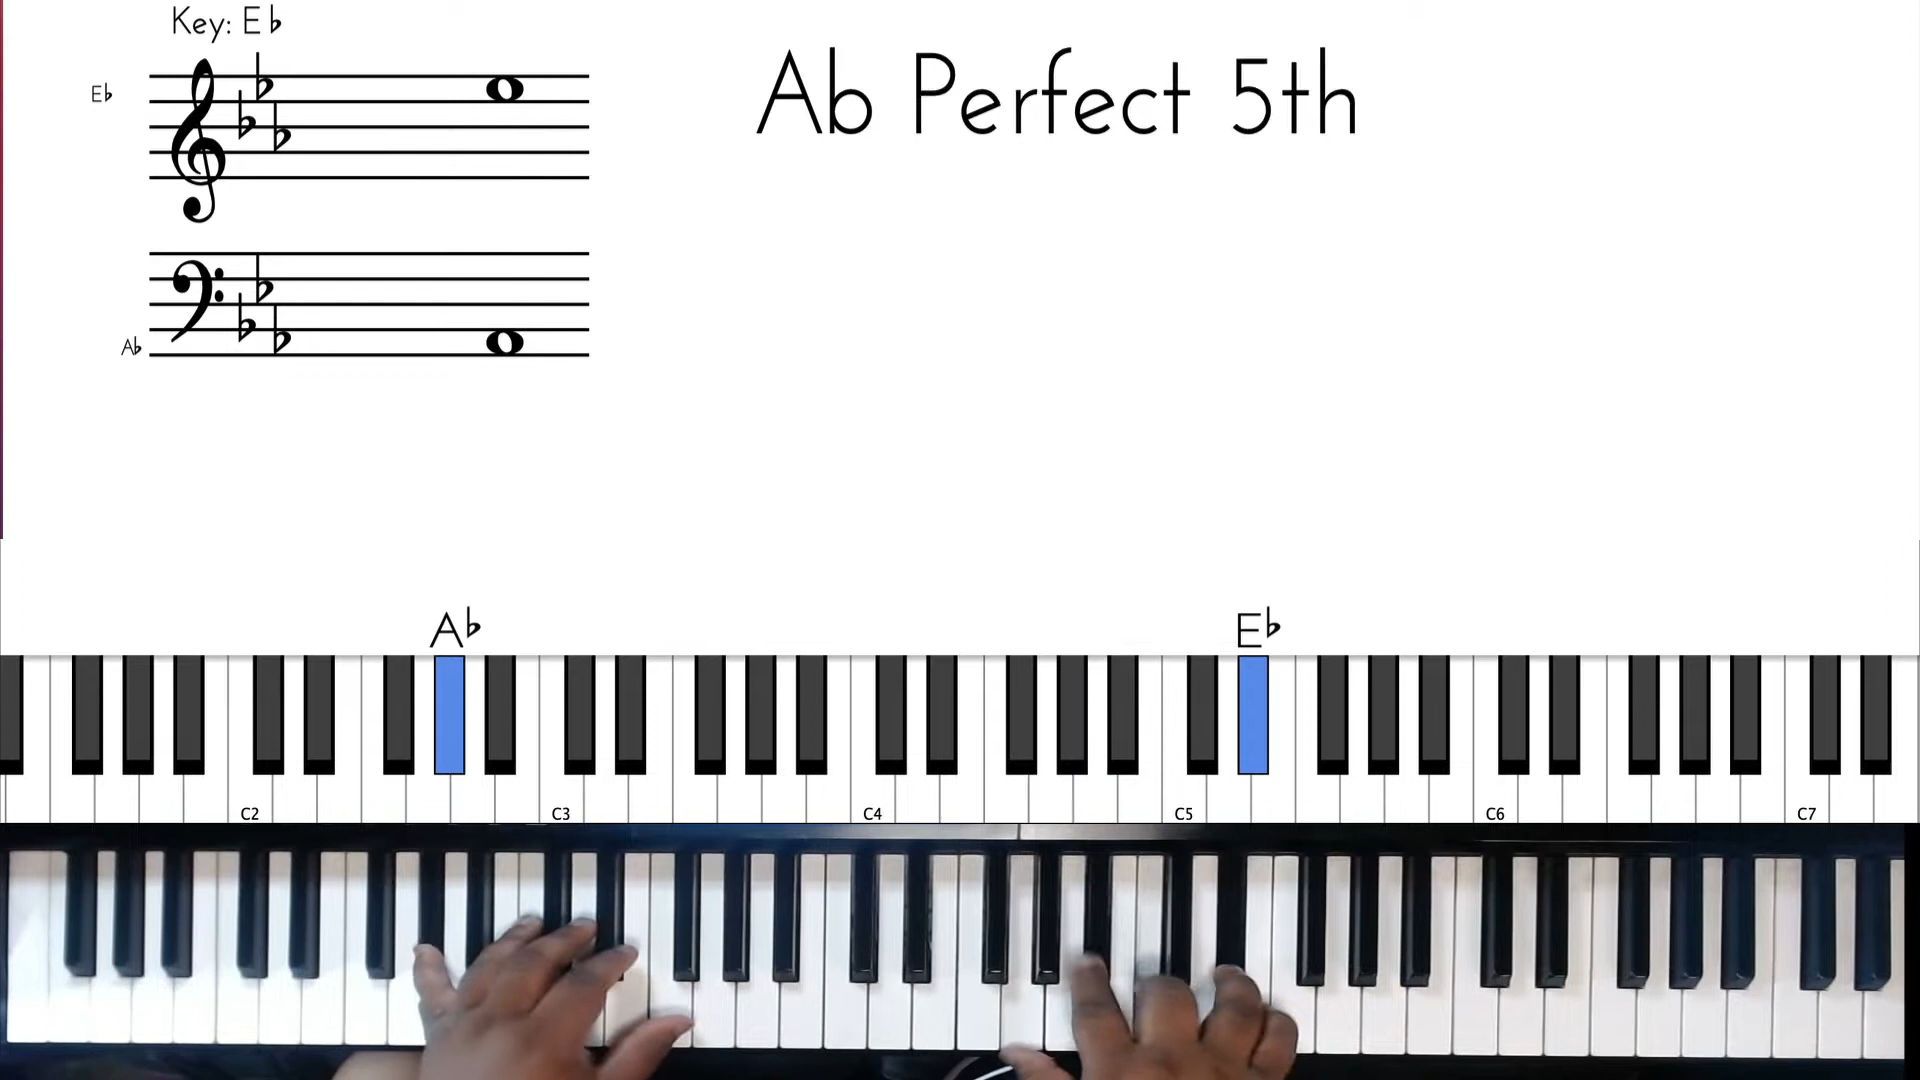 Key: E♭
E♭
Ab Perfect 5th
A♭
A♭ E♭
C2 C3 C4 C5 C6 C7